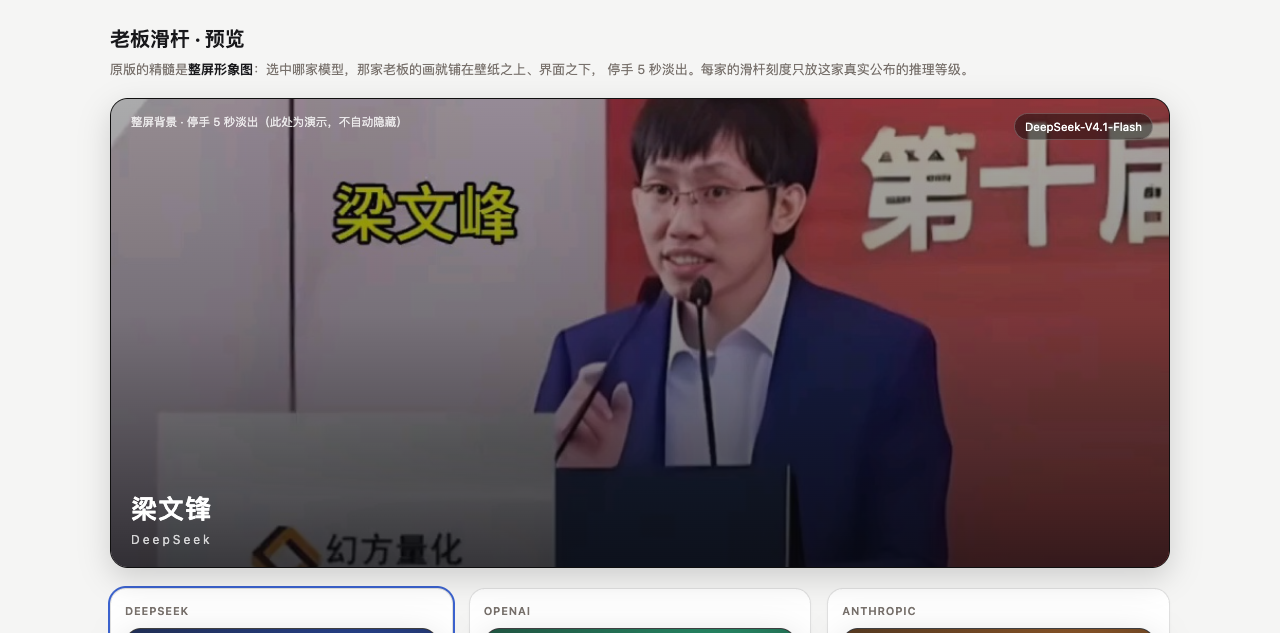 老板滑杆 · 预览
原版的精髓是整屏形象图：选中哪家模型，那家老板的画就铺在壁纸之上、界面之下， 停手 5 秒淡出。每家的滑杆刻度只放这家真实公布的推理等级。
整屏背景 · 停手 5 秒淡出（此处为演示，不自动隐藏）
DeepSeek-V4.1-Flash
梁文峰
第十届
梁文锋
DeepSeek
幻方量化
DEEPSEEK
OPENAI
ANTHROPIC